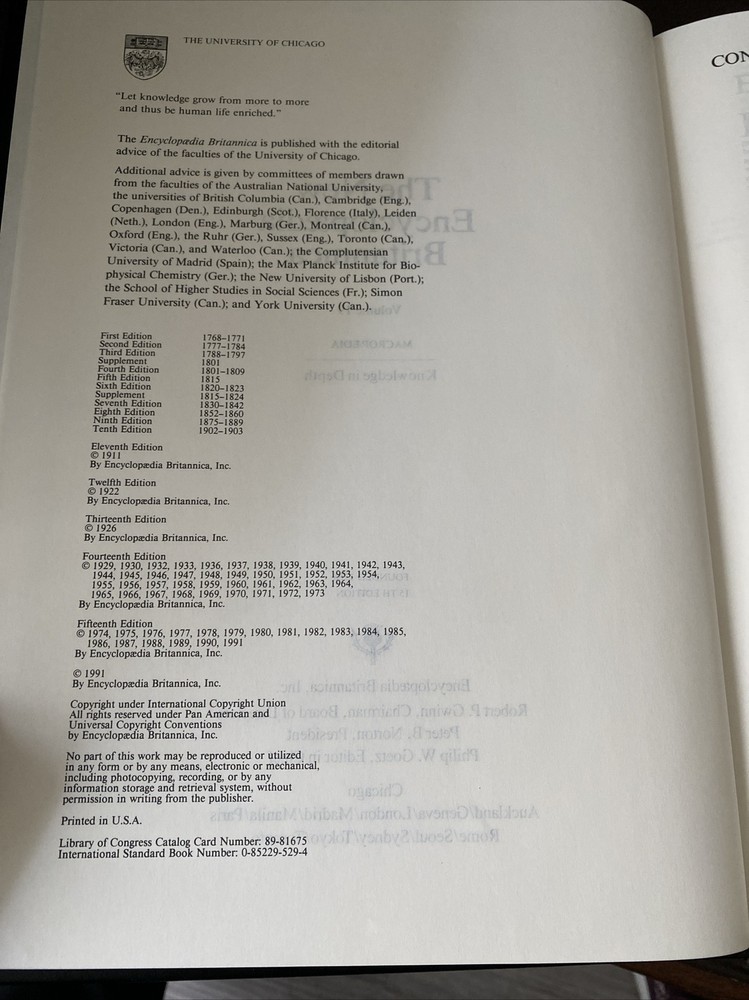 THE UNIVERSITY OF CHICAGO
“Let knowledge grow from more to more
and thus be human life enriched.”
The Encyclopædia Britannica is published with the editorial
advice of the faculties of the University of Chicago.
Additional advice is given by committees of members drawn
from the faculties of the Australian National University,
the universities of British Columbia (Can.), Cambridge (Eng.),
Copenhagen (Den.), Edinburgh (Scot.), Florence (Italy), Leiden
(Neth.), London (Eng.), Marburg (Ger.), Montreal (Can.),
Oxford (Eng.), the Ruhr (Ger.), Sussex (Eng.), Toronto (Can.),
Victoria (Can.), and Waterloo (Can.); the Complutensian
University of Madrid (Spain); the Max Planck Institute for Bio-
physical Chemistry (Ger.); the New University of Lisbon (Port.);
the School of Higher Studies in Social Sciences (Fr.); Simon
Fraser University (Can.); and York University (Can.).
First Edition 1768–1771
Second Edition 1777–1784
Third Edition 1788–1797
Supplement 1801
Fourth Edition 1801–1809
Fifth Edition 1815
Sixth Edition 1820–1823
Supplement 1815–1824
Seventh Edition 1830–1842
Eighth Edition 1852–1860
Ninth Edition 1875–1889
Tenth Edition 1902–1903
Eleventh Edition
© 1911
By Encyclopædia Britannica, Inc.
Twelfth Edition
© 1922
By Encyclopædia Britannica, Inc.
Thirteenth Edition
© 1926
By Encyclopædia Britannica, Inc.
Fourteenth Edition
© 1929, 1930, 1932, 1933, 1936, 1937, 1938, 1939, 1940, 1941, 1942, 1943,
1944, 1945, 1946, 1947, 1948, 1949, 1950, 1951, 1952, 1953, 1954,
1955, 1956, 1957, 1958, 1959, 1960, 1961, 1962, 1963, 1964,
1965, 1966, 1967, 1968, 1969, 1970, 1971, 1972, 1973
By Encyclopædia Britannica, Inc.
Fifteenth Edition
© 1974, 1975, 1976, 1977, 1978, 1979, 1980, 1981, 1982, 1983, 1984, 1985,
1986, 1987, 1988, 1989, 1990, 1991
By Encyclopædia Britannica, Inc.
© 1991
By Encyclopædia Britannica, Inc.
Copyright under International Copyright Union
All rights reserved under Pan American and
Universal Copyright Conventions
by Encyclopædia Britannica, Inc.
No part of this work may be reproduced or utilized
in any form or by any means, electronic or mechanical,
including photocopying, recording, or by any
information storage and retrieval system, without
permission in writing from the publisher.
Printed in U.S.A.
Library of Congress Catalog Card Number: 89-81675
International Standard Book Number: 0-85229-529-4
CON